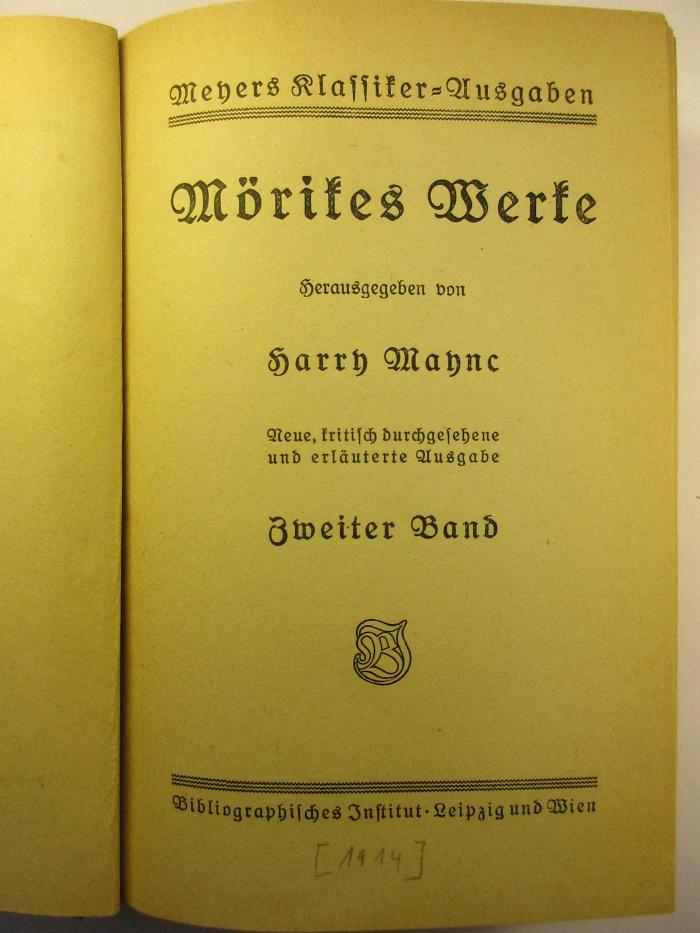 Meyers Klassiker-Ausgaben
Mörikes Werke
Herausgegeben von
Harry Maync
Neue, kritisch durchgesehene
und erläuterte Ausgabe
Zweiter Band
Bibliographisches Institut · Leipzig und Wien
[1914]